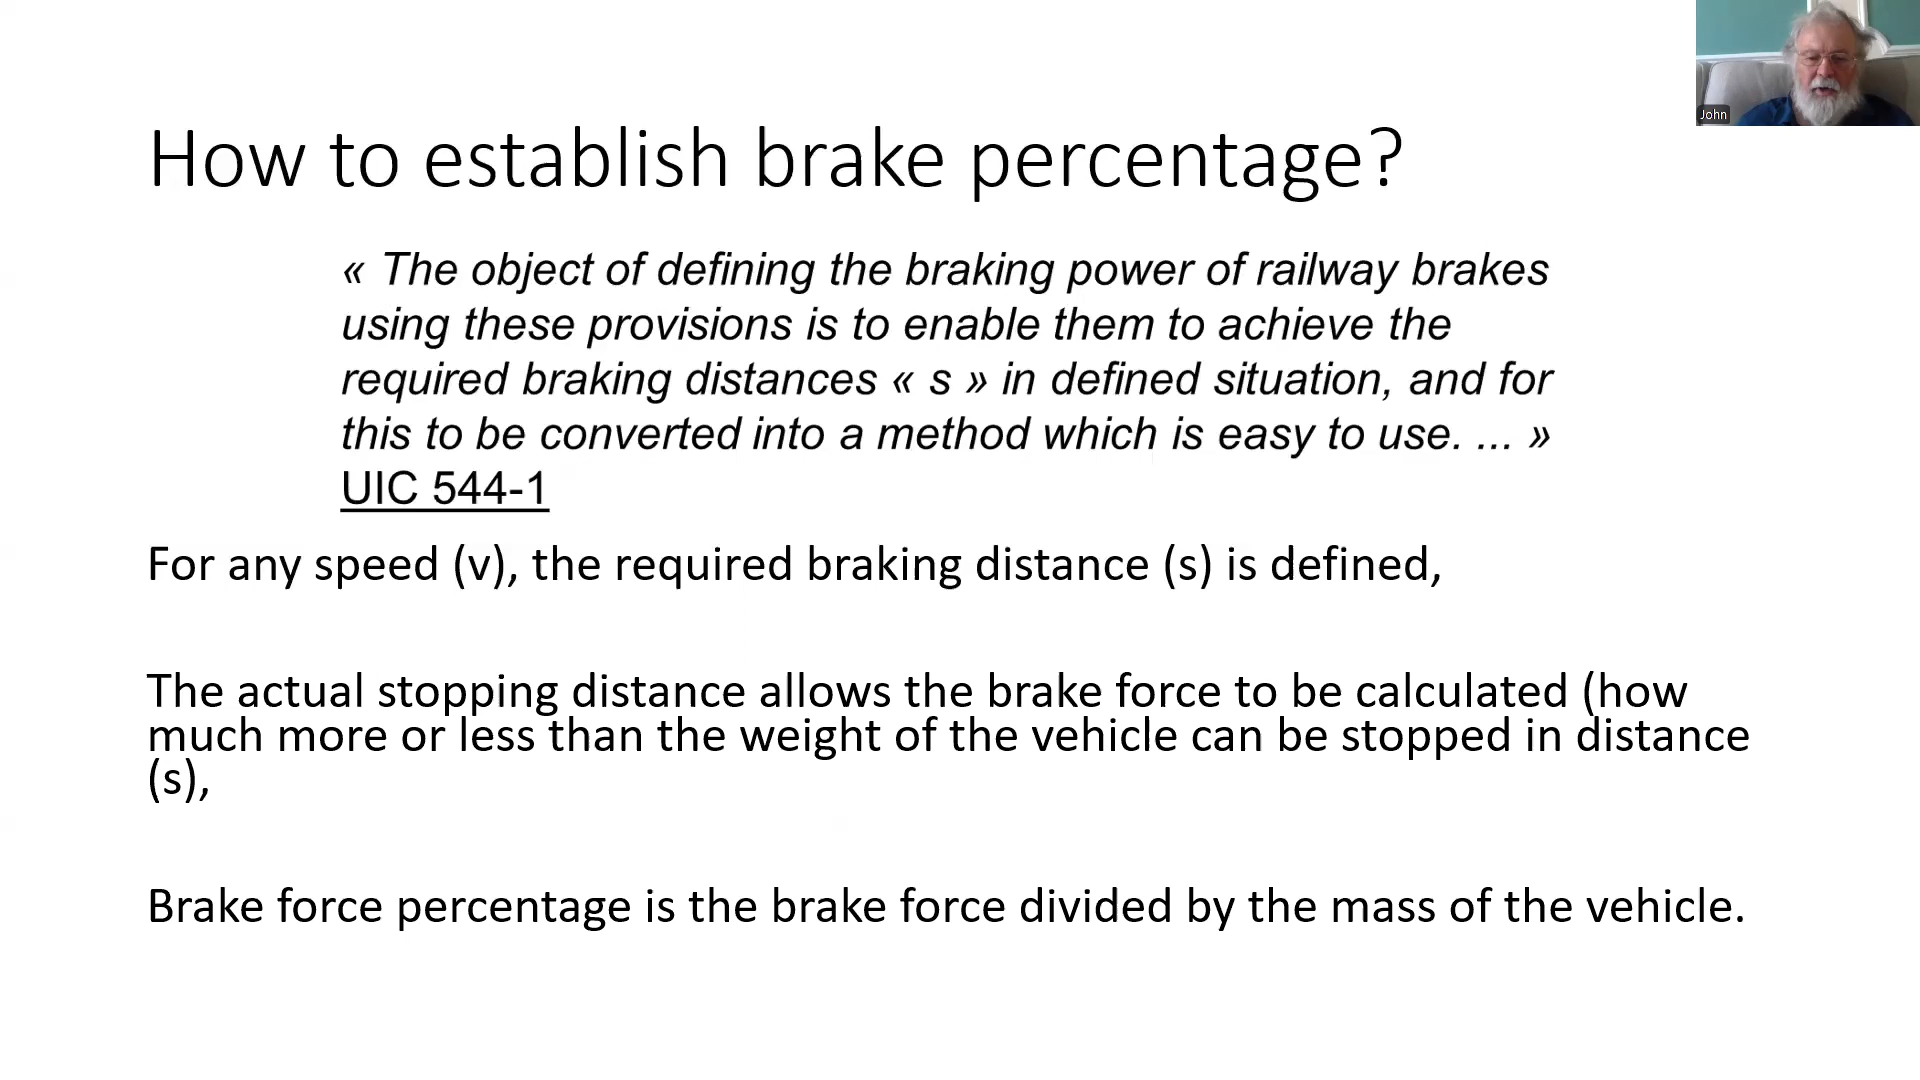 John
How to establish brake percentage?
« The object of defining the braking power of railway brakes
using these provisions is to enable them to achieve the
required braking distances « s » in defined situation, and for
this to be converted into a method which is easy to use. ... »
UIC 544-1
For any speed (v), the required braking distance (s) is defined,
The actual stopping distance allows the brake force to be calculated (how
much more or less than the weight of the vehicle can be stopped in distance
(s),
Brake force percentage is the brake force divided by the mass of the vehicle.